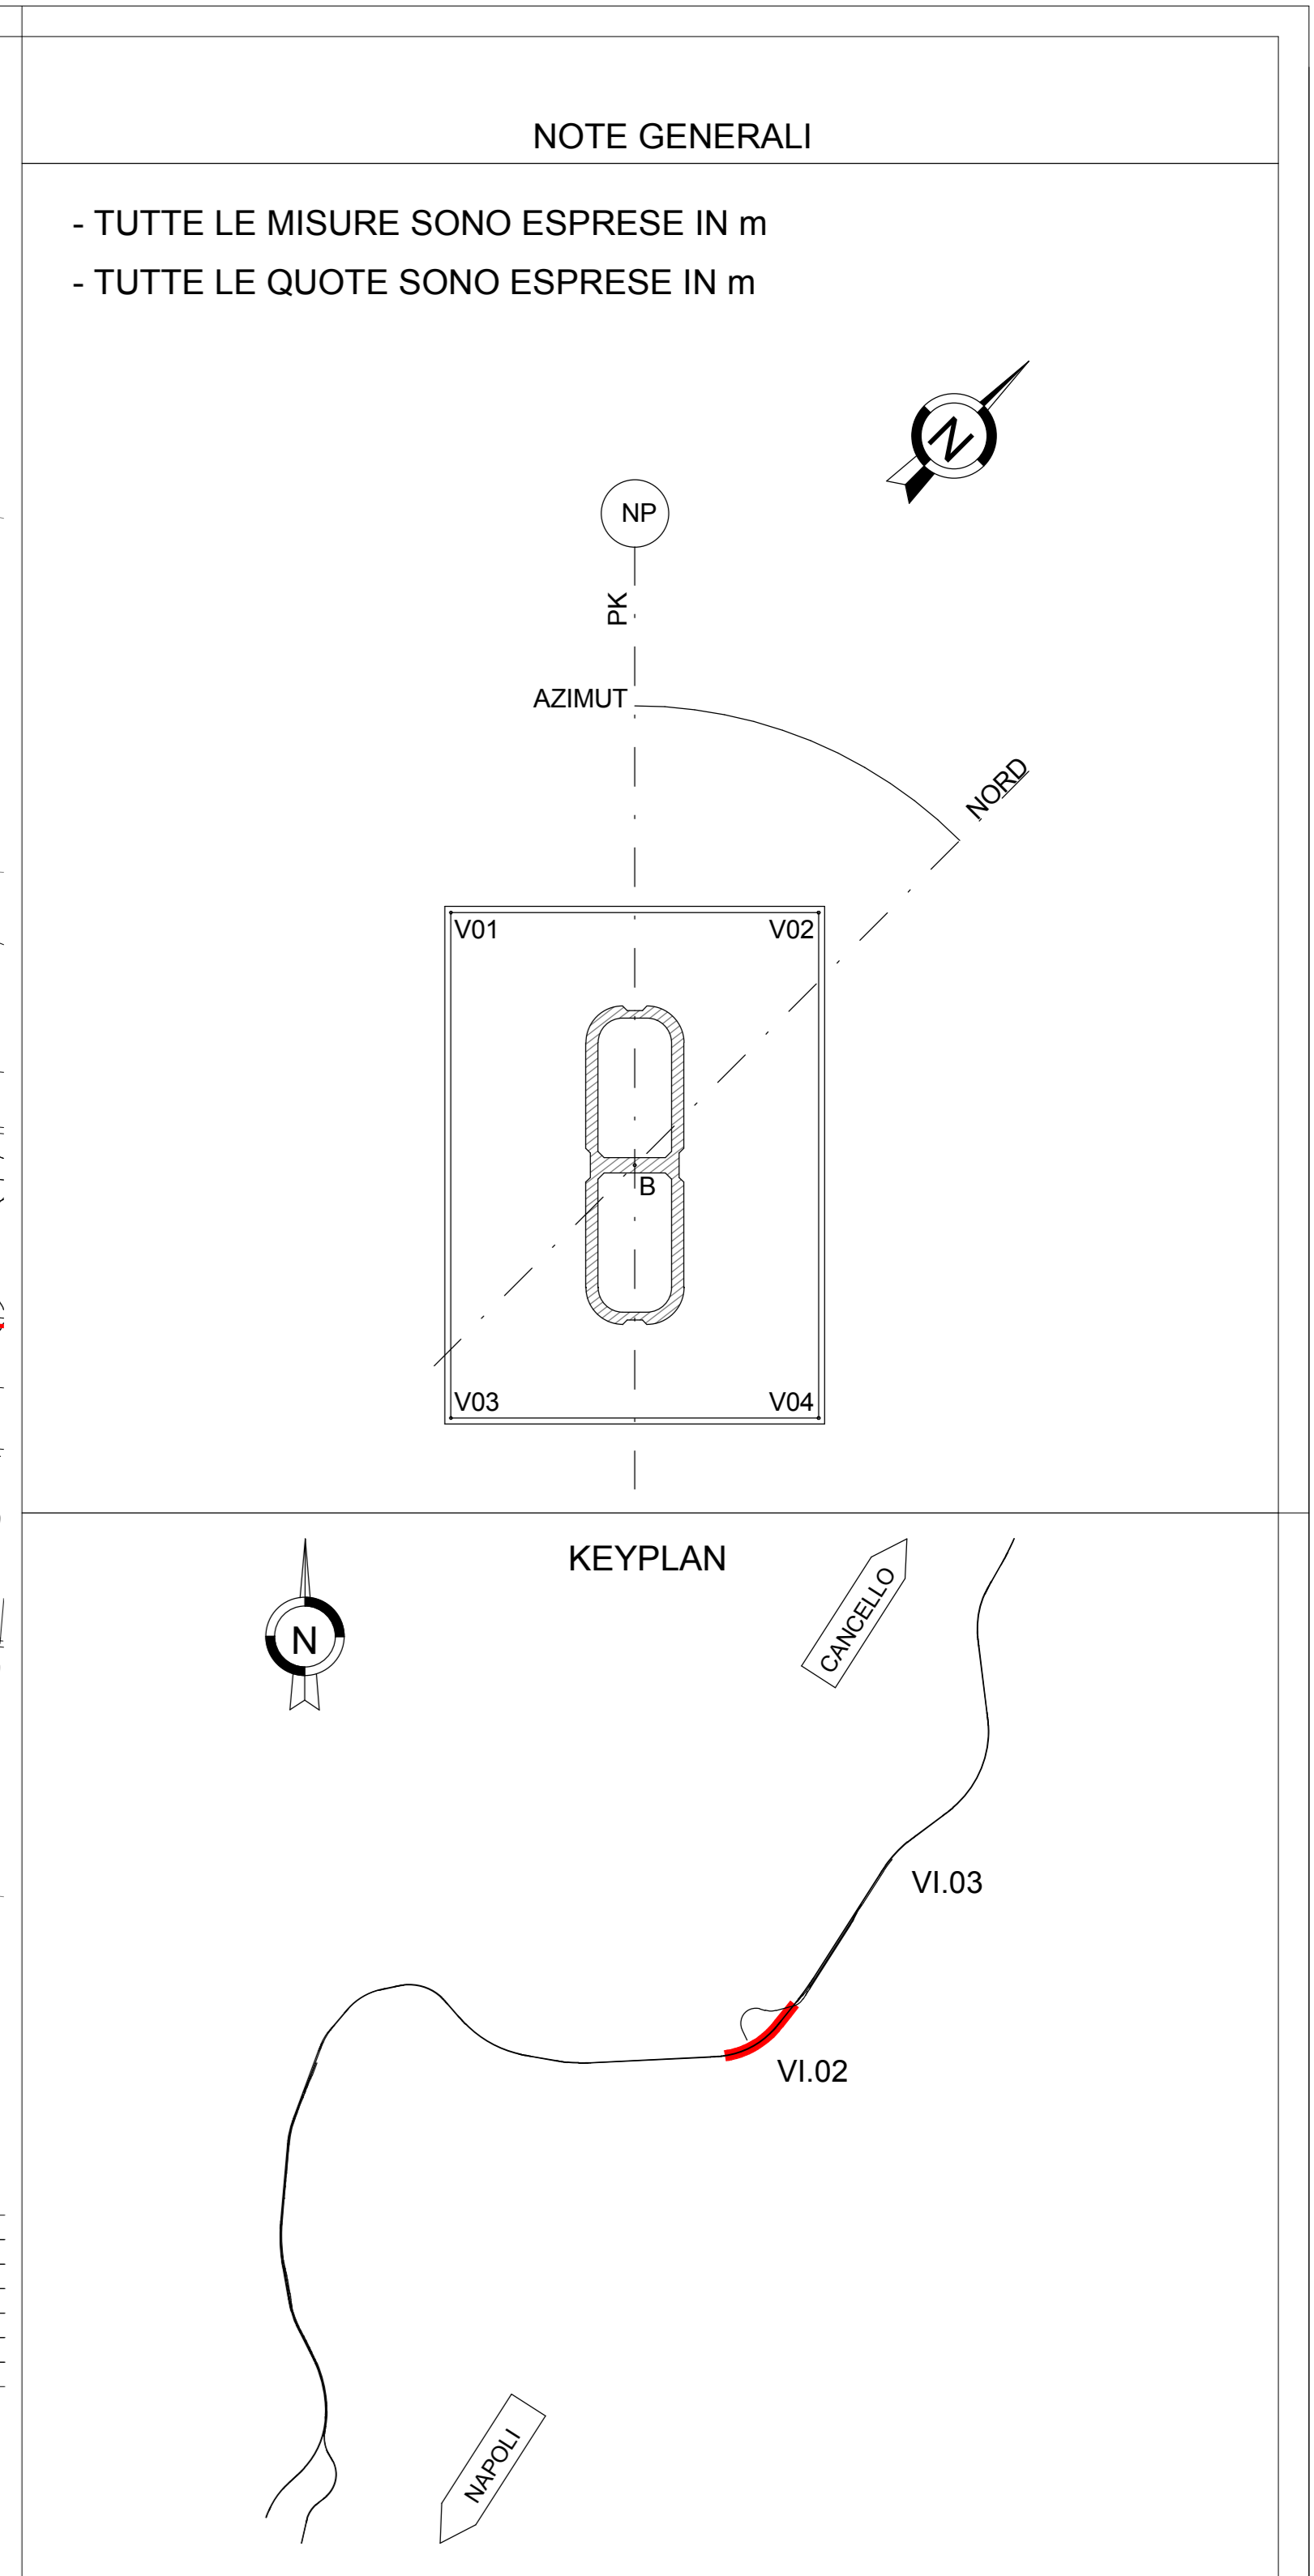 NOTE GENERALI
- TUTTE LE MISURE SONO ESPRESE IN m
- TUTTE LE QUOTE SONO ESPRESE IN m
N
NP
PK
AZIMUT
NORD
V01
V02
B
V03
V04
KEYPLAN
N
CANCELLO
VI.03
VI.02
NAPOLI